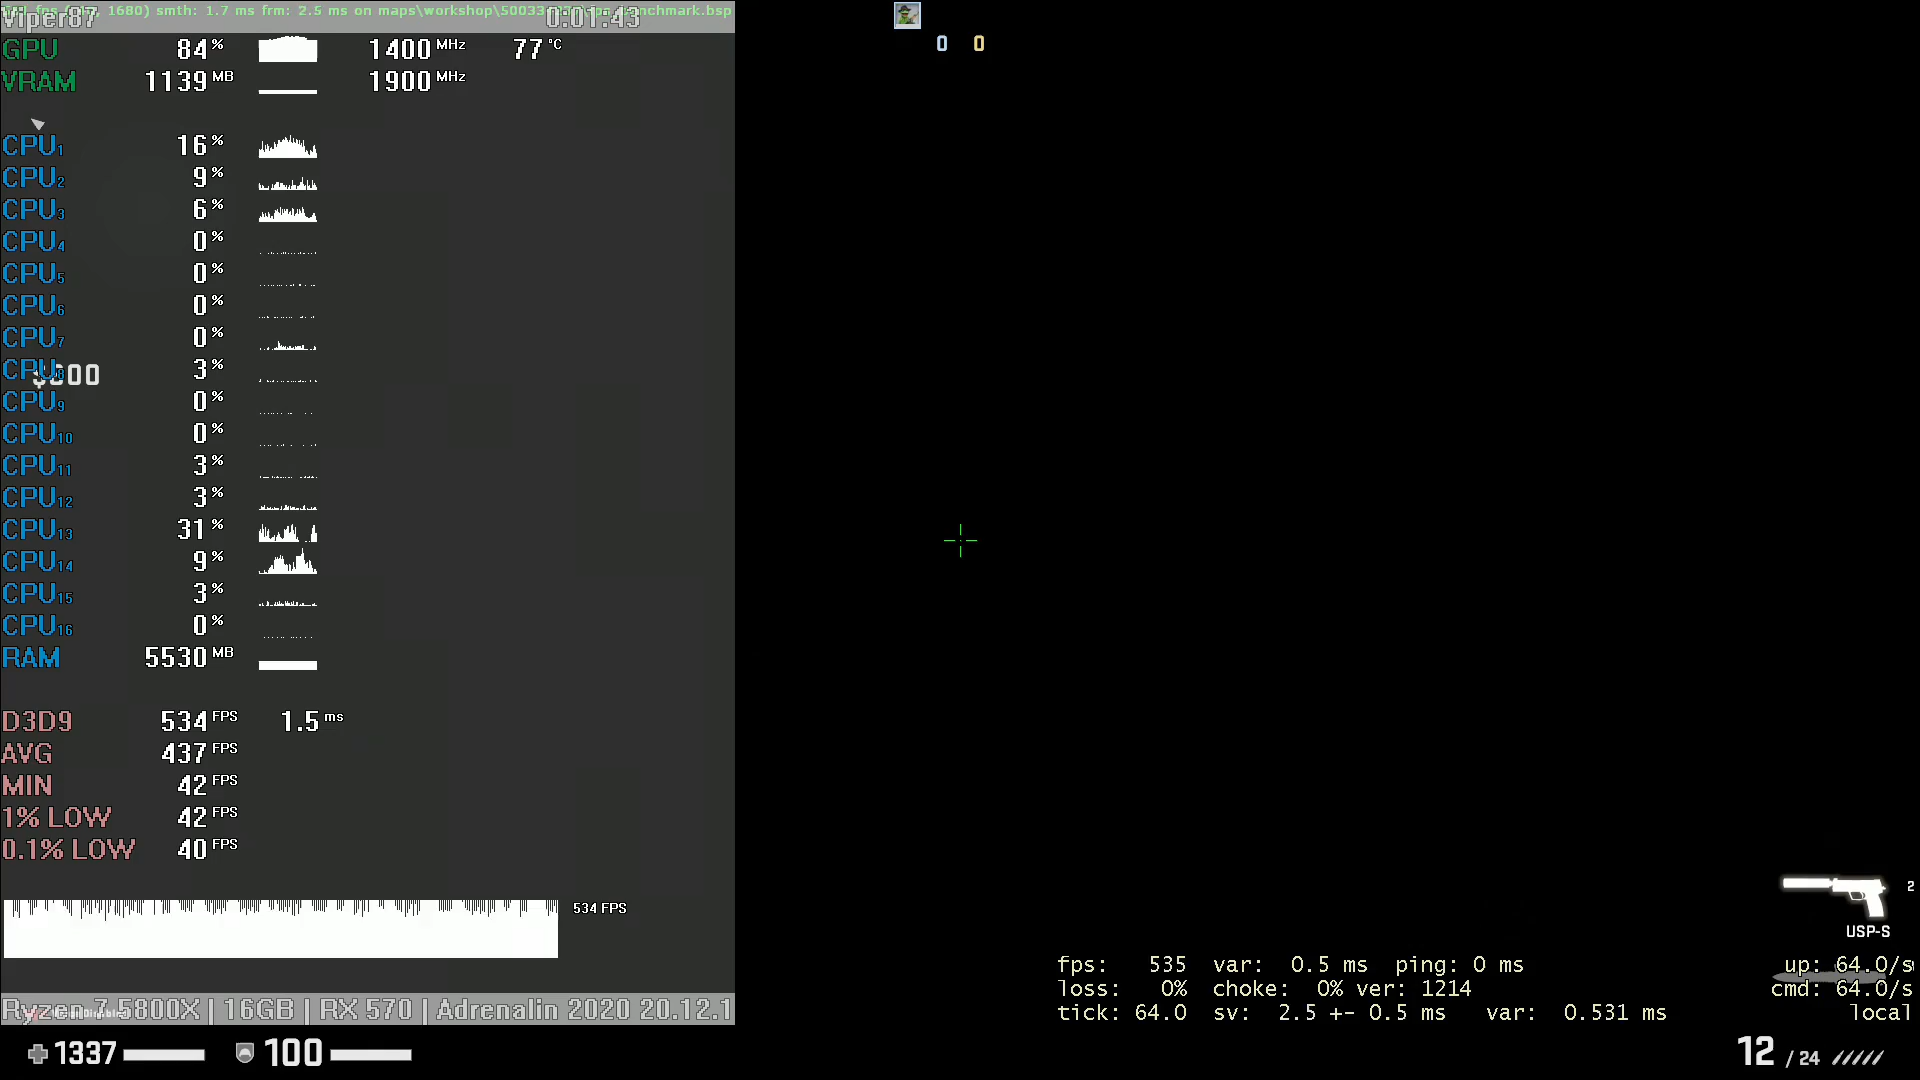 fps ( , 1680) smth: 1.7 ms frm: 2.5 ms on maps\workshop\50033 benchmark.bsp
Viper87 0:01:43
GPU 84 % 1400 MHz 77 °C
VRAM 1139 MB 1900 MHz
0 0
CPU1 16 %
CPU2 9 %
CPU3 6 %
CPU4 0 %
CPU5 0 %
CPU6 0 %
CPU7 0 %
CPU8 3 %
CPU9 0 %
CPU10 0 %
CPU11 3 %
CPU12 3 %
CPU13 31 %
CPU14 9 %
CPU15 3 %
CPU16 0 %
RAM 5530 MB
D3D9 534 FPS 1.5 ms
AVG 437 FPS
MIN 42 FPS
1% LOW 42 FPS
0.1% LOW 40 FPS
534 FPS
2
USP-S
fps: 535 var: 0.5 ms ping: 0 ms up: 64.0/s
loss: 0% choke: 0% ver: 1214 cmd: 64.0/s
tick: 64.0 sv: 2.5 +- 0.5 ms var: 0.531 ms local
Ryzen 7 5800X | 16GB | RX 570 | Adrenalin 2020 20.12.1
1337 100 12 / 24